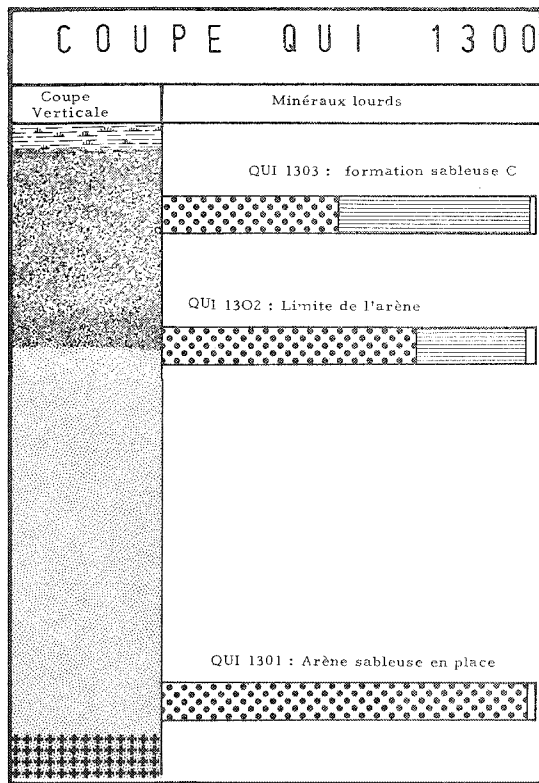 COUPE QUI 1300
Coupe
Verticale
Minéraux lourds
QUI 1303 : formation sableuse C
QUI 13O2 : Limite de l'arène
QUI 1301 : Arène sableuse en place